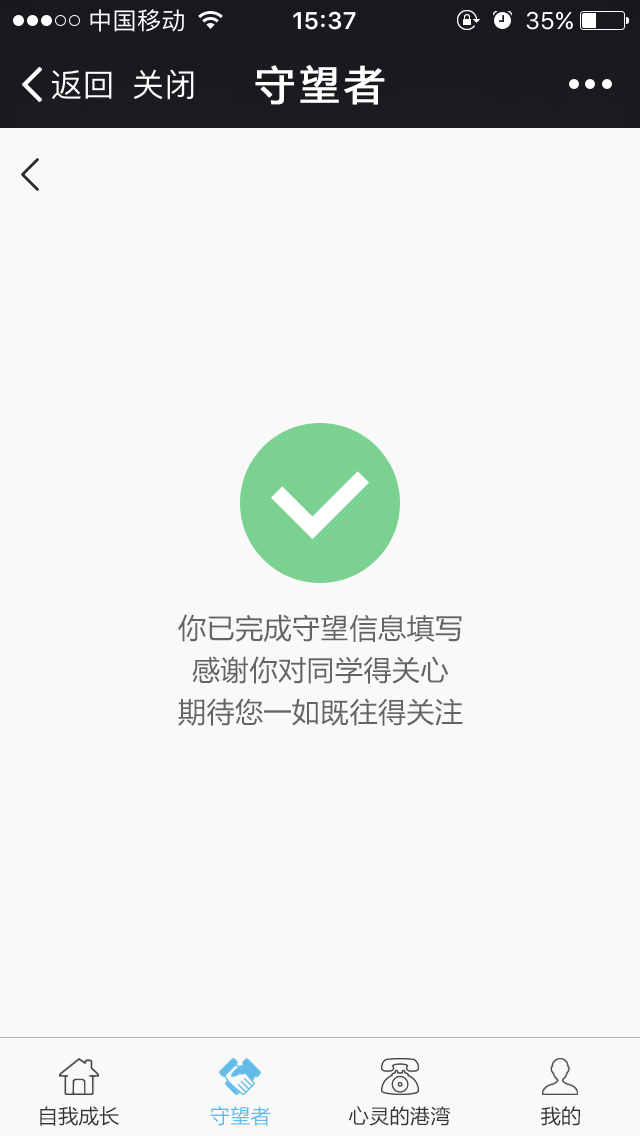 中国移动 15:37 35%
返回 关闭 守望者
你已完成守望信息填写
感谢你对同学得关心
期待您一如既往得关注
自我成长 守望者 心灵的港湾 我的